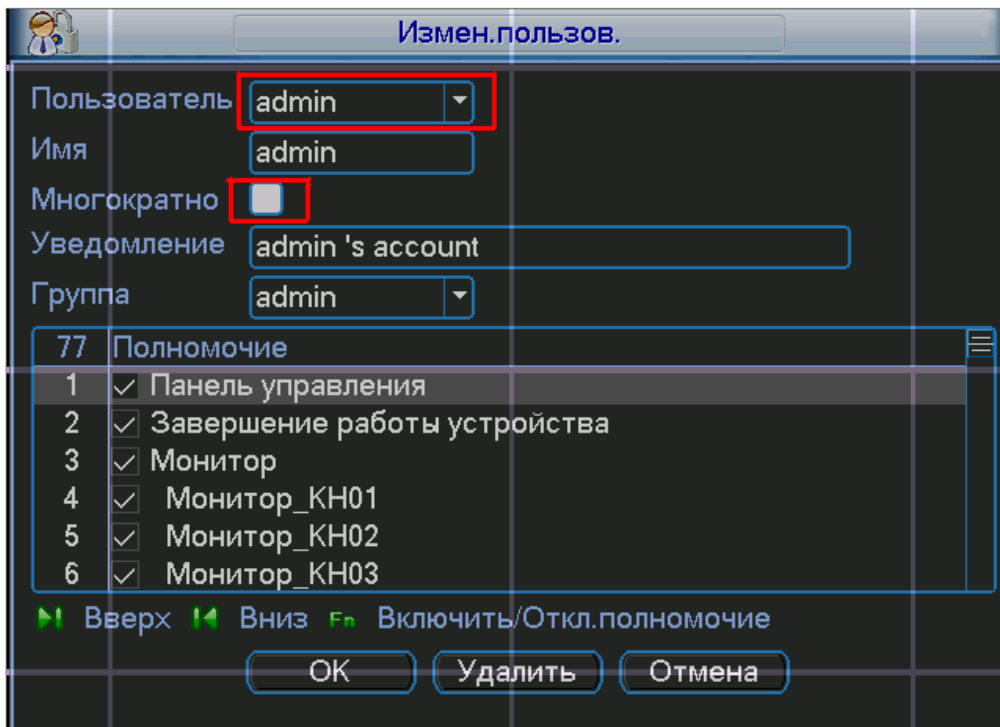 Измен.пользов.
Пользователь admin
Имя admin
Многократно
Уведомление admin 's account
Группа admin
77 Полномочие
1 Панель управления
2 Завершение работы устройства
3 Монитор
4 Монитор_КН01
5 Монитор_КН02
6 Монитор_КН03
Вверх Вниз Fn Включить/Откл.полномочие
OK Удалить Отмена